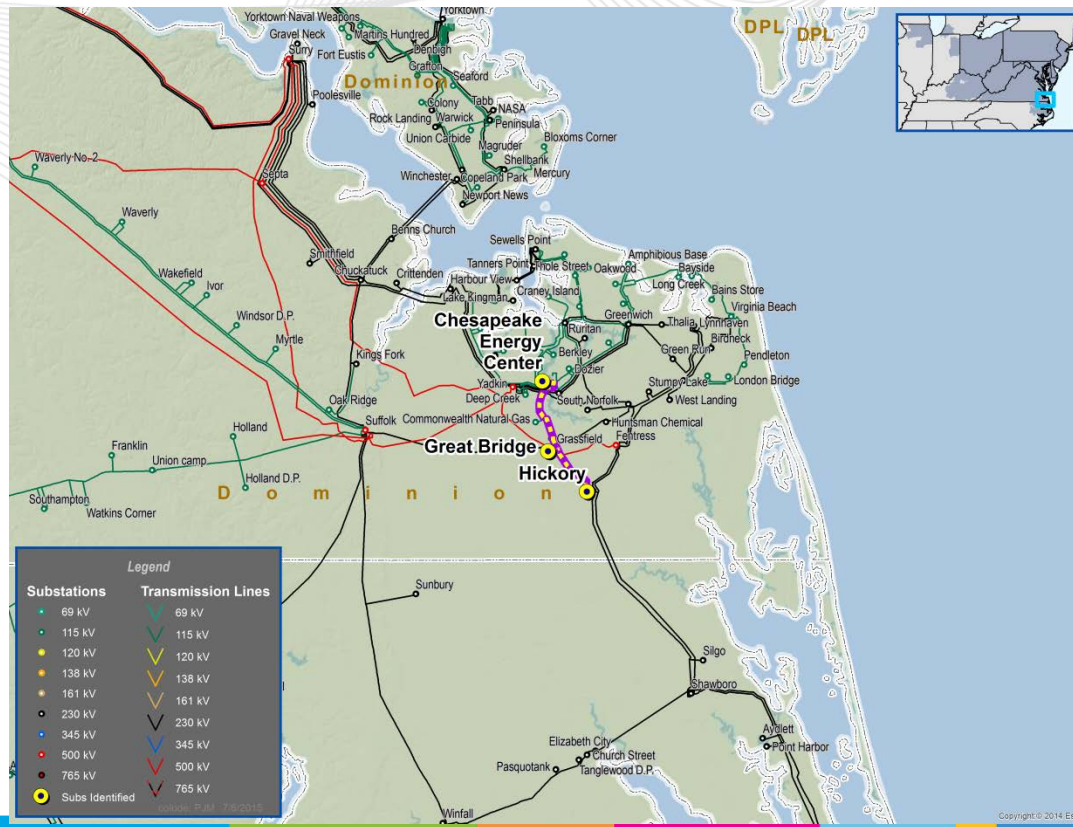 Yorktown Naval Weapons
Yorktown
Gravel Neck
Martins Hundred
Surry
Fort Eustis
Denbigh
Grafton
Seaford
Dominion
DPL
DPL
Poolesville
Colony
Tabb
NASA
Rock Landing
Warwick
Peninsula
Union Carbide
Bloxoms Corner
Magruder
Shellbank
Waverly No. 2
Septa
Winchester
Copeland Park
Mercury
Newport News
Waverly
Benns Church
Sewells Point
Smithfield
Tanners Point
Thole Street
Oakwood
Amphibious Base
Bayside
Wakefield
Chuckatuck
Crittenden
Harbour View
Long Creek
Ivor
Craney Island
Bains Store
Lake Kingman
Windsor D.P.
Chesapeake
Energy
Center
Greenwich
Virginia Beach
Ruritan
Thalia
Lynnhaven
Myrtle
Birdneck
Kings Fork
Berkley
Green Run
Pendleton
Dozier
Yadkin
London Bridge
Stumpy Lake
Deep Creek
South Norfolk
West Landing
Oak Ridge
Suffolk
Commonwealth Natural Gas
Huntsman Chemical
Holland
Grassfield
Fentress
Franklin
Great Bridge
Union camp
Hickory
Holland D.P.
Dominion
Southampton
Watkins Corner
Legend
Substations
Transmission Lines
69 kV
69 kV
115 kV
115 kV
120 kV
120 kV
138 kV
138 kV
161 kV
161 kV
230 kV
230 kV
345 kV
345 kV
500 kV
500 kV
765 kV
765 kV
Subs Identified
Sunbury
Silgo
Shawboro
Aydlett
Point Harbor
Elizabeth City
Church Street
Pasquotank
Tanglewood D.P.
Winfall
Copyright © 2014